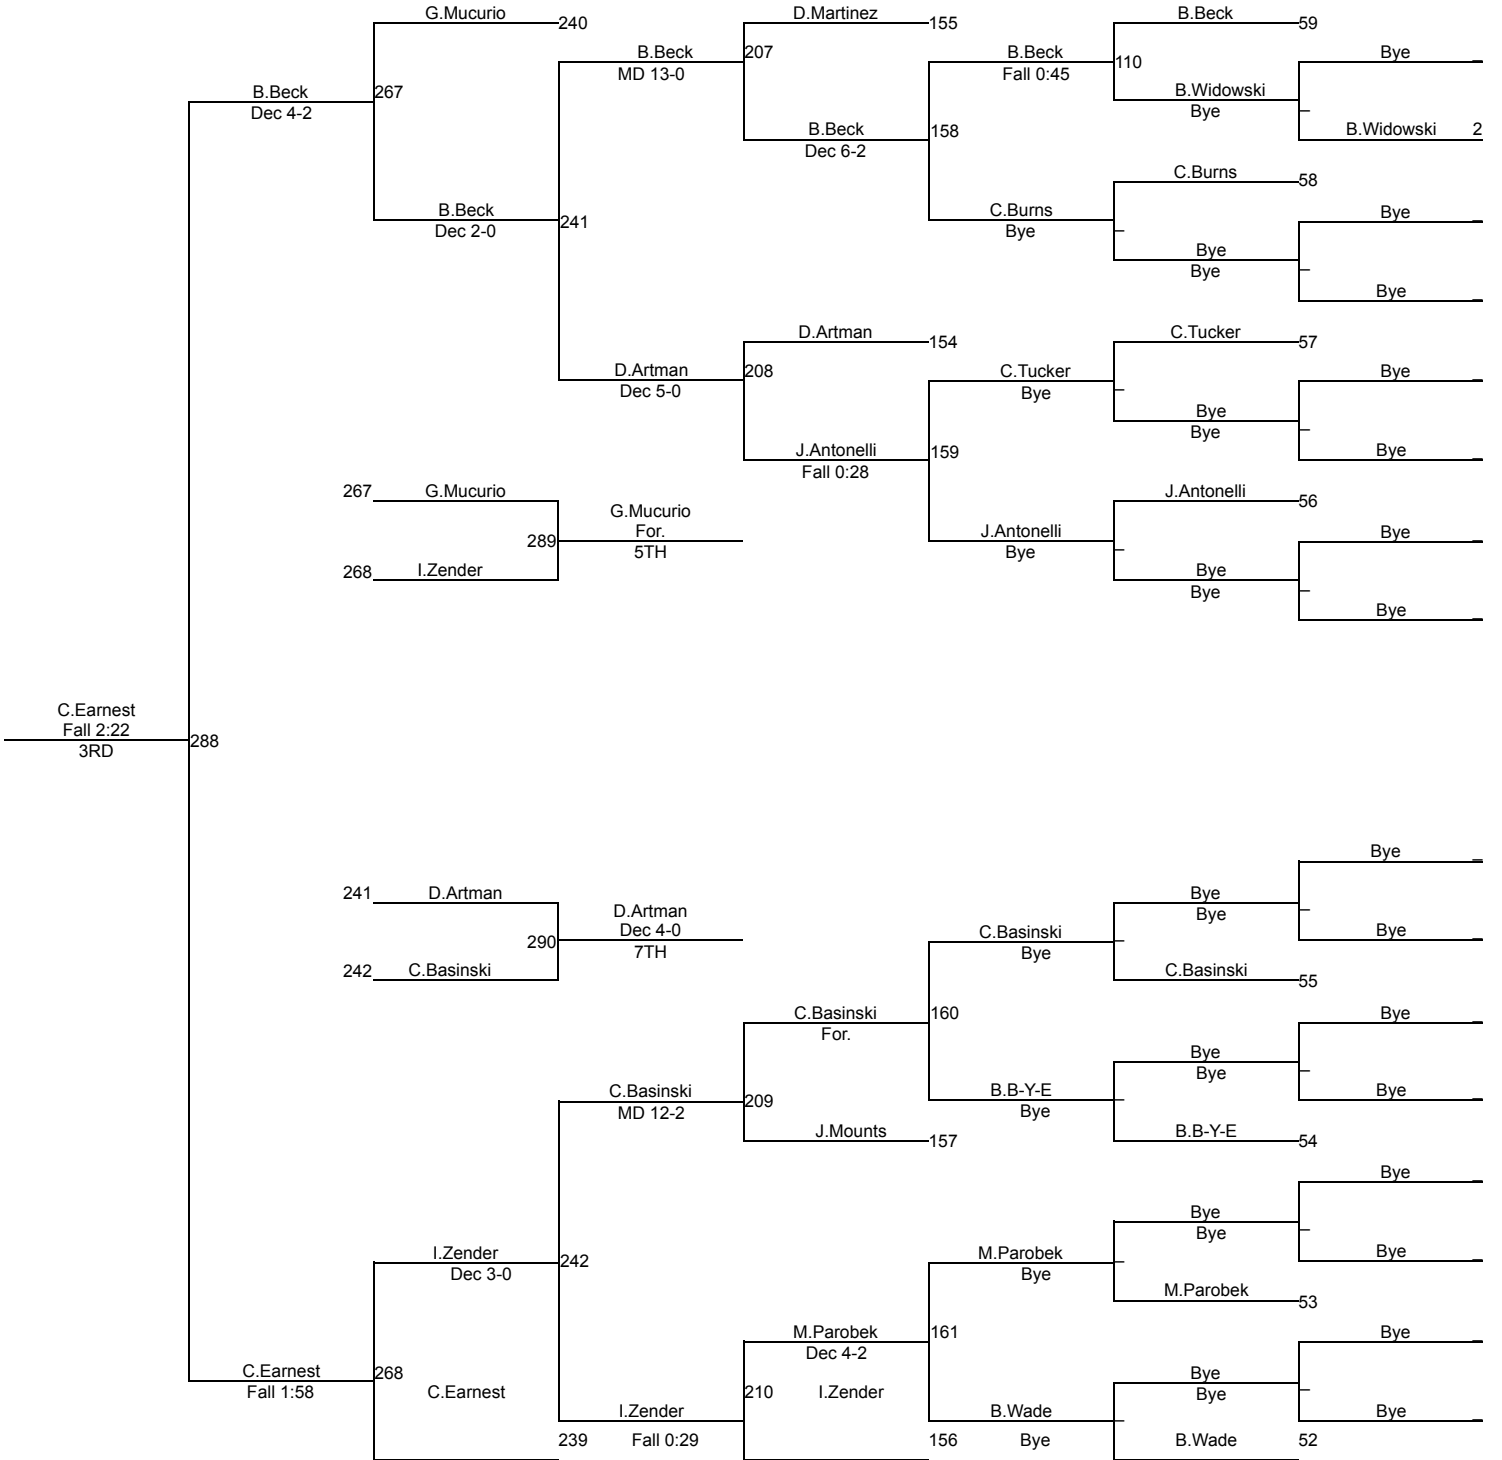 G.Mucurio
240
D.Martinez
155
B.Beck
59
B.Beck
MD 13-0
207
B.Beck
Fall 0:45
110
Bye
B.Beck
Dec 4-2
267
B.Widowski
Bye
B.Beck
Dec 6-2
158
B.Widowski 2
C.Burns
58
B.Beck
Dec 2-0
241
C.Burns
Bye
Bye
Bye
Bye
Bye
D.Artman
154
C.Tucker
57
D.Artman
Dec 5-0
208
C.Tucker
Bye
Bye
Bye
Bye
J.Antonelli
Fall 0:28
159
Bye
267 G.Mucurio
J.Antonelli
56
G.Mucurio
For.
5TH
289
J.Antonelli
Bye
Bye
268 I.Zender
Bye
Bye
Bye
C.Earnest
Fall 2:22
3RD
288
Bye
241 D.Artman
Bye
Bye
D.Artman
Dec 4-0
7TH
290
C.Basinski
Bye
Bye
242 C.Basinski
C.Basinski
55
C.Basinski
For.
160
Bye
Bye
Bye
C.Basinski
MD 12-2
209
B.B-Y-E
Bye
Bye
J.Mounts
157
B.B-Y-E
54
Bye
Bye
Bye
I.Zender
Dec 3-0
242
M.Parobek
Bye
Bye
M.Parobek
53
M.Parobek
Dec 4-2
161
Bye
C.Earnest
Fall 1:58
268
C.Earnest
210
I.Zender
Bye
Bye
I.Zender
Fall 0:29
B.Wade
Bye
Bye
239
156
B.Wade
52